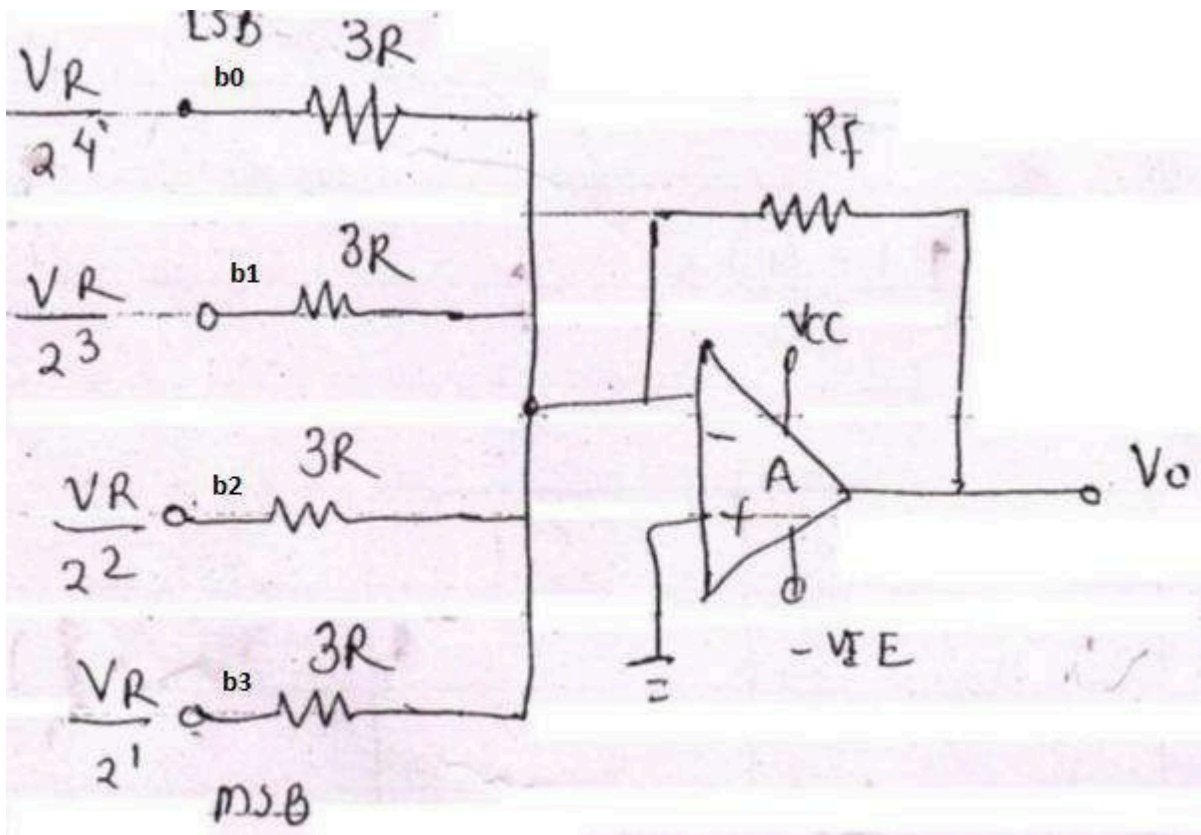 LSB
VR/2^4 b0 3R
Rf
VR/2^3 b1 3R
VCC
VR/2^2 b2 3R
- A + Vo
-VEE
VR/2^1 b3 3R
MSB